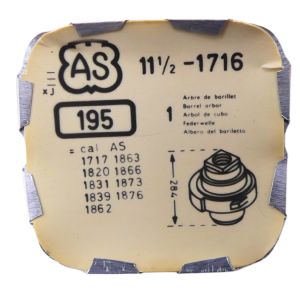 AS
11½-1716
xJ
195
1
Arbre de barillet
Barrel arbor
Arbol de cubo
Federwelle
Albero del bariletto
= cal AS
1717 1863
1820 1866
1831 1873
1839 1876
1862
284